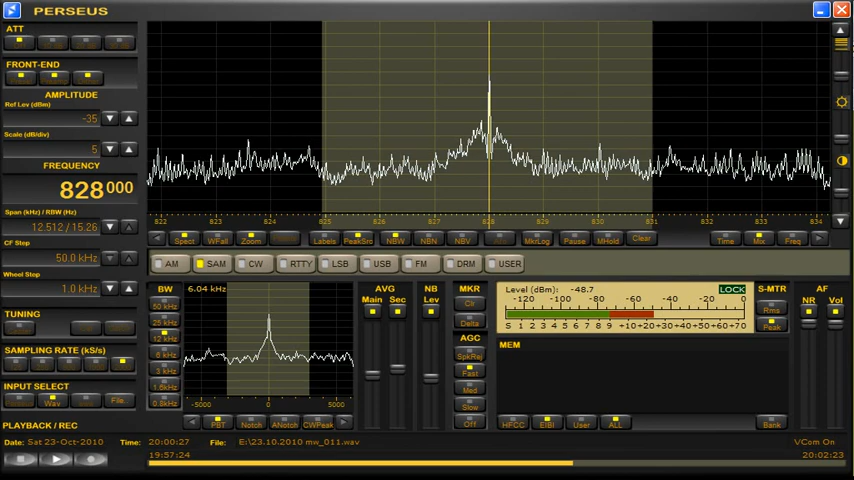 PERSEUS
ATT
FRONT-END
AMPLITUDE
Ref Lev (dBm)
-35
Scale (dB/div)
5
FREQUENCY
828000
Span (kHz) / RBW (Hz)
12.512 / 15.26
CF Step
50.0 kHz
Wheel Step
1.0 kHz
TUNING
SAMPLING RATE (kS/s)
INPUT SELECT
Wav File
PLAYBACK / REC
822 823 824 825 826 827 828 829 830 831 832 833 834
Spect WFall Zoom Labels PeakSrc NBW NBN NBV MkrLog Pause MHold Clear Time Mix Freq
AM SAM CW RTTY LSB USB FM DRM USER
BW
50 kHz
25 kHz
12 kHz
6 kHz
3 kHz
1.6kHz
0.8kHz
6.04 kHz
-5000 0 5000
PBT Notch ANotch CWPeak
AVG
Main Sec
NB
Lev
MKR
Clr
Delta
AGC
SpkRej
Fast
Med
Slow
Off
Level (dBm): -48.7 LOCK
-120 -100 -80 -60 -40 -20 0
S 1 2 3 4 5 6 7 8 9 +10+20+30+40+50+60+70
S-MTR
Rms
Peak
AF
NR Vol
MEM
HFCC EIBI User ALL Bank
Date: Sat 23-Oct-2010 Time: 20:00:27 File: E:\23.10.2010 mw_011.wav VCom On
19:57:24 20:02:23